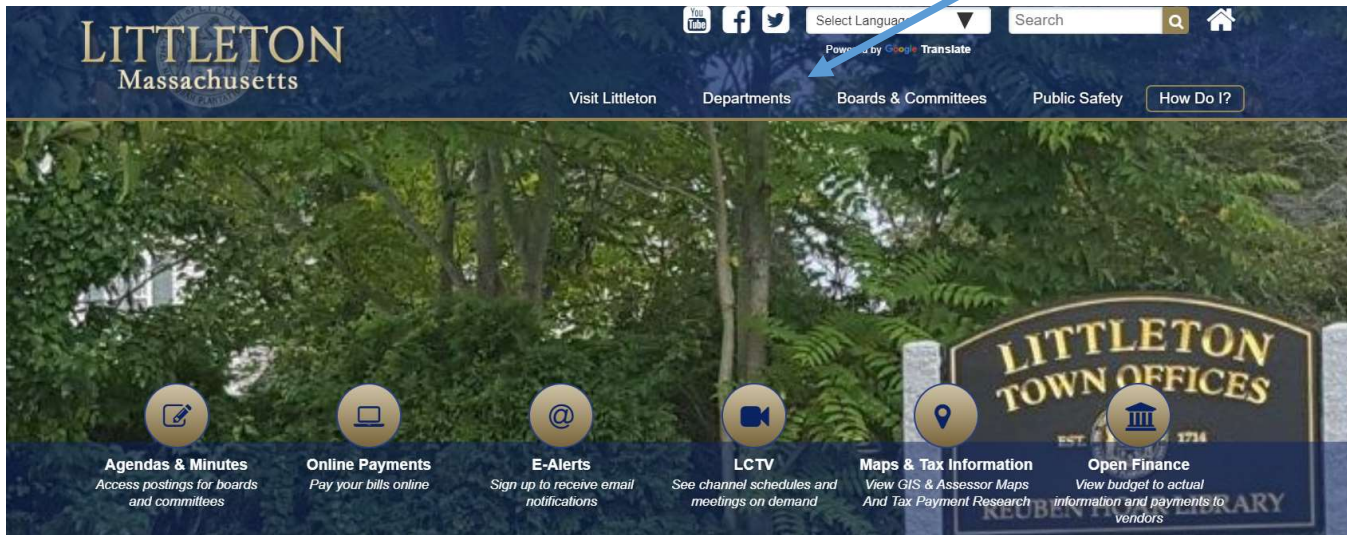 LITTLETON
Massachusetts
You
Tube
Select Language
Search
Powered by Google Translate
Visit Littleton
Departments
Boards & Committees
Public Safety
How Do I?
LITTLETON
TOWN OFFICES
EST. 1714
REUBEN HOAR LIBRARY
Agendas & Minutes
Access postings for boards
and committees
Online Payments
Pay your bills online
@
E-Alerts
Sign up to receive email
notifications
LCTV
See channel schedules and
meetings on demand
Maps & Tax Information
View GIS & Assessor Maps
And Tax Payment Research
Open Finance
View budget to actual
information and payments to
vendors